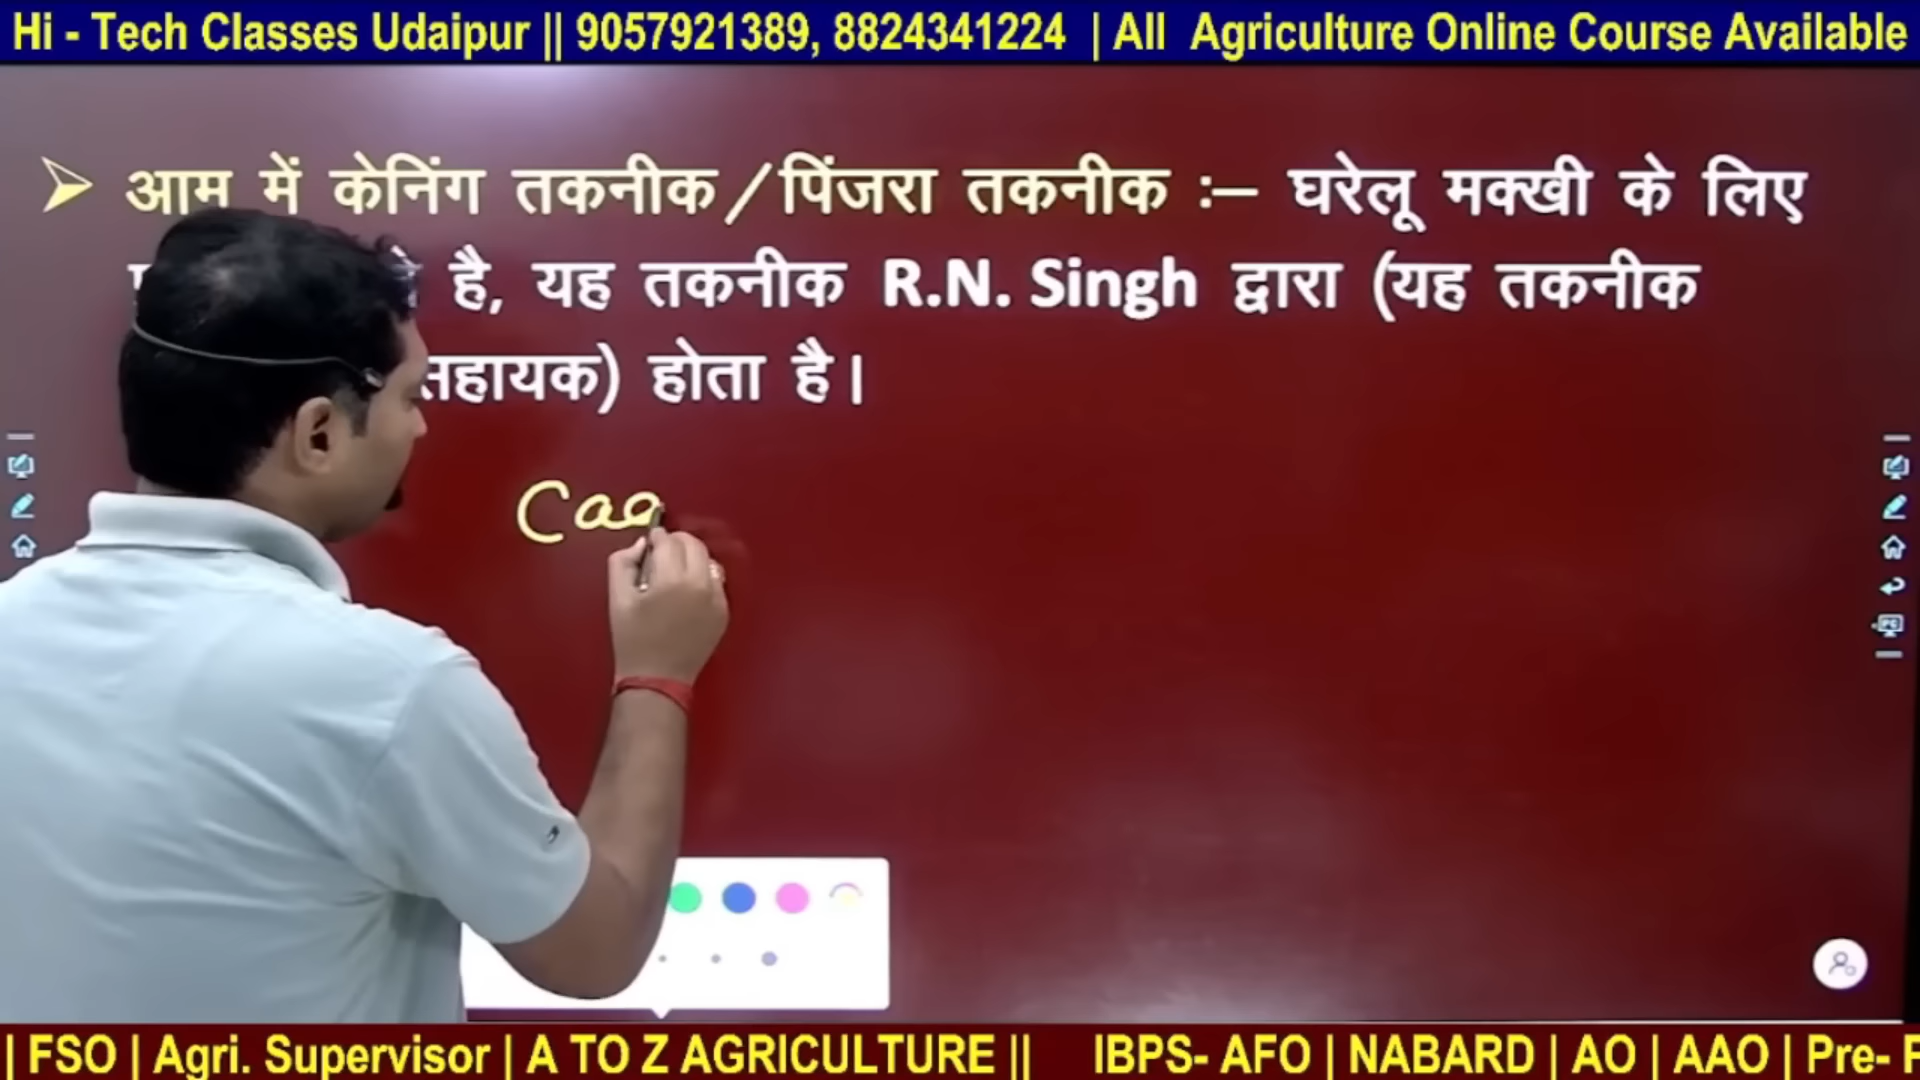 Hi - Tech Classes Udaipur || 9057921389, 8824341224 | All Agriculture Online Course Available
आम में केनिंग तकनीक/पिंजरा तकनीक :– घरेलू मक्खी के लिए
है, यह तकनीक R.N. Singh द्वारा (यह तकनीक
सहायक) होता है।
Cag
| FSO | Agri. Supervisor | A TO Z AGRICULTURE || IBPS- AFO | NABARD | AO | AAO | Pre-